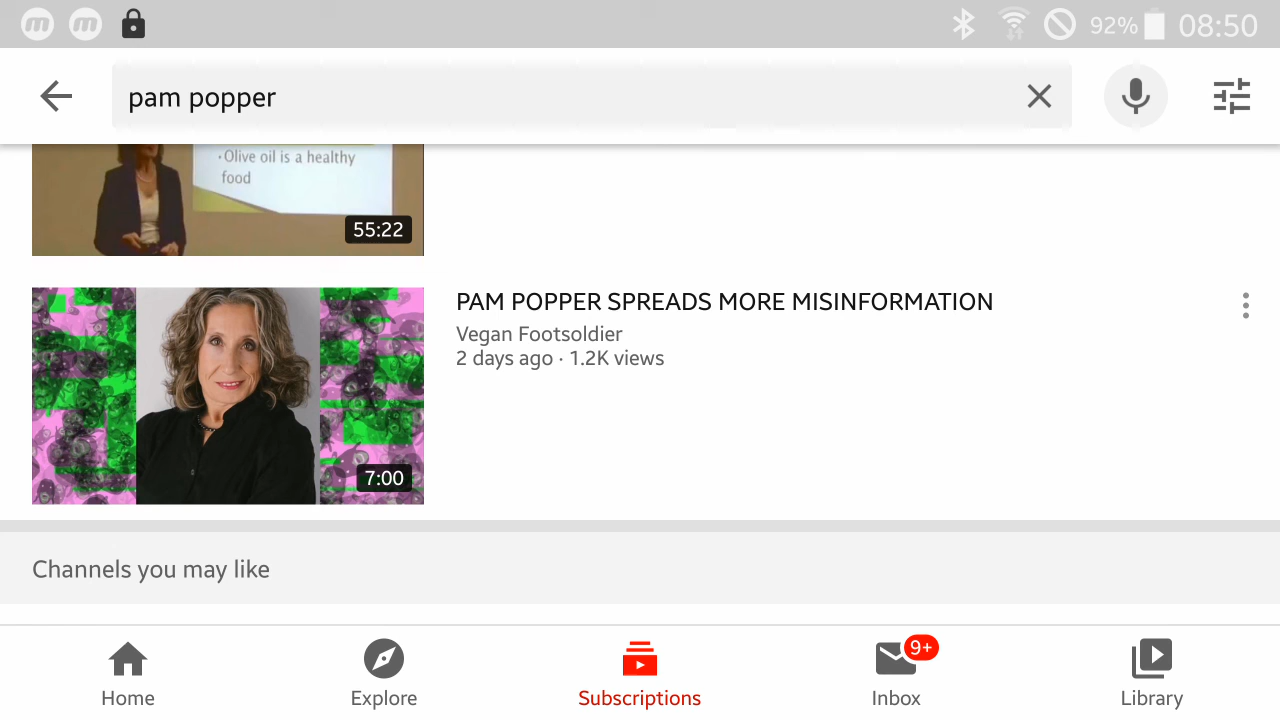 92%
08:50
pam popper
·Olive oil is a healthy
food
55:22
PAM POPPER SPREADS MORE MISINFORMATION
Vegan Footsoldier
2 days ago · 1.2K views
7:00
Channels you may like
9+
Home
Explore
Subscriptions
Inbox
Library